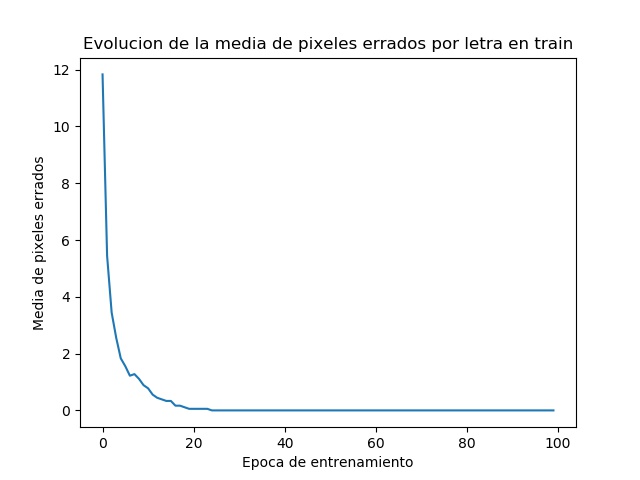 Evolucion de la media de pixeles errados por letra en train
12
10
8
6
4
2
0
Media de pixeles errados
0 20 40 60 80 100
Epoca de entrenamiento